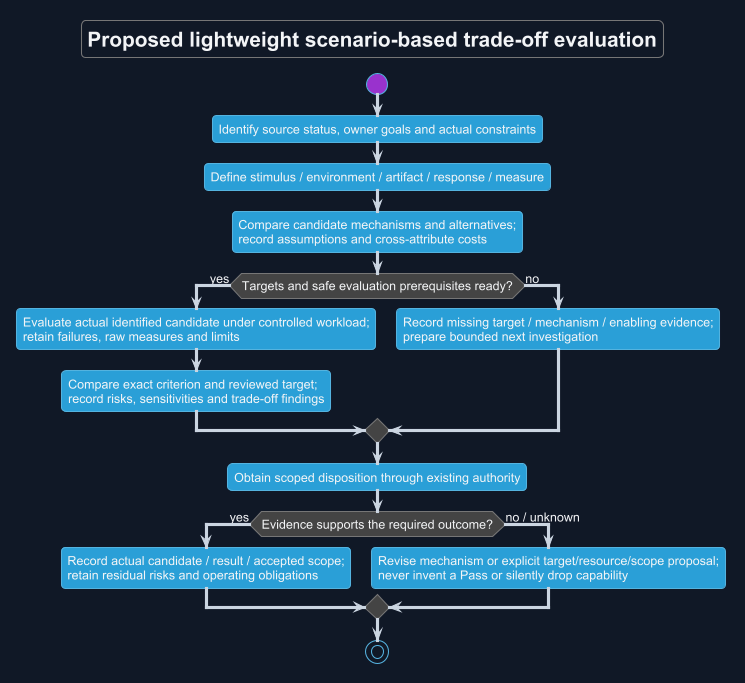 Proposed lightweight scenario-based trade-off evaluation
Identify source status, owner goals and actual constraints
Define stimulus / environment / artifact / response / measure
Compare candidate mechanisms and alternatives;
record assumptions and cross-attribute costs
yes
Targets and safe evaluation prerequisites ready?
no
Evaluate actual identified candidate under controlled workload;
retain failures, raw measures and limits
Record missing target / mechanism / enabling evidence;
prepare bounded next investigation
Compare exact criterion and reviewed target;
record risks, sensitivities and trade-off findings
Obtain scoped disposition through existing authority
yes
Evidence supports the required outcome?
no / unknown
Record actual candidate / result / accepted scope;
retain residual risks and operating obligations
Revise mechanism or explicit target/resource/scope proposal;
never invent a Pass or silently drop capability